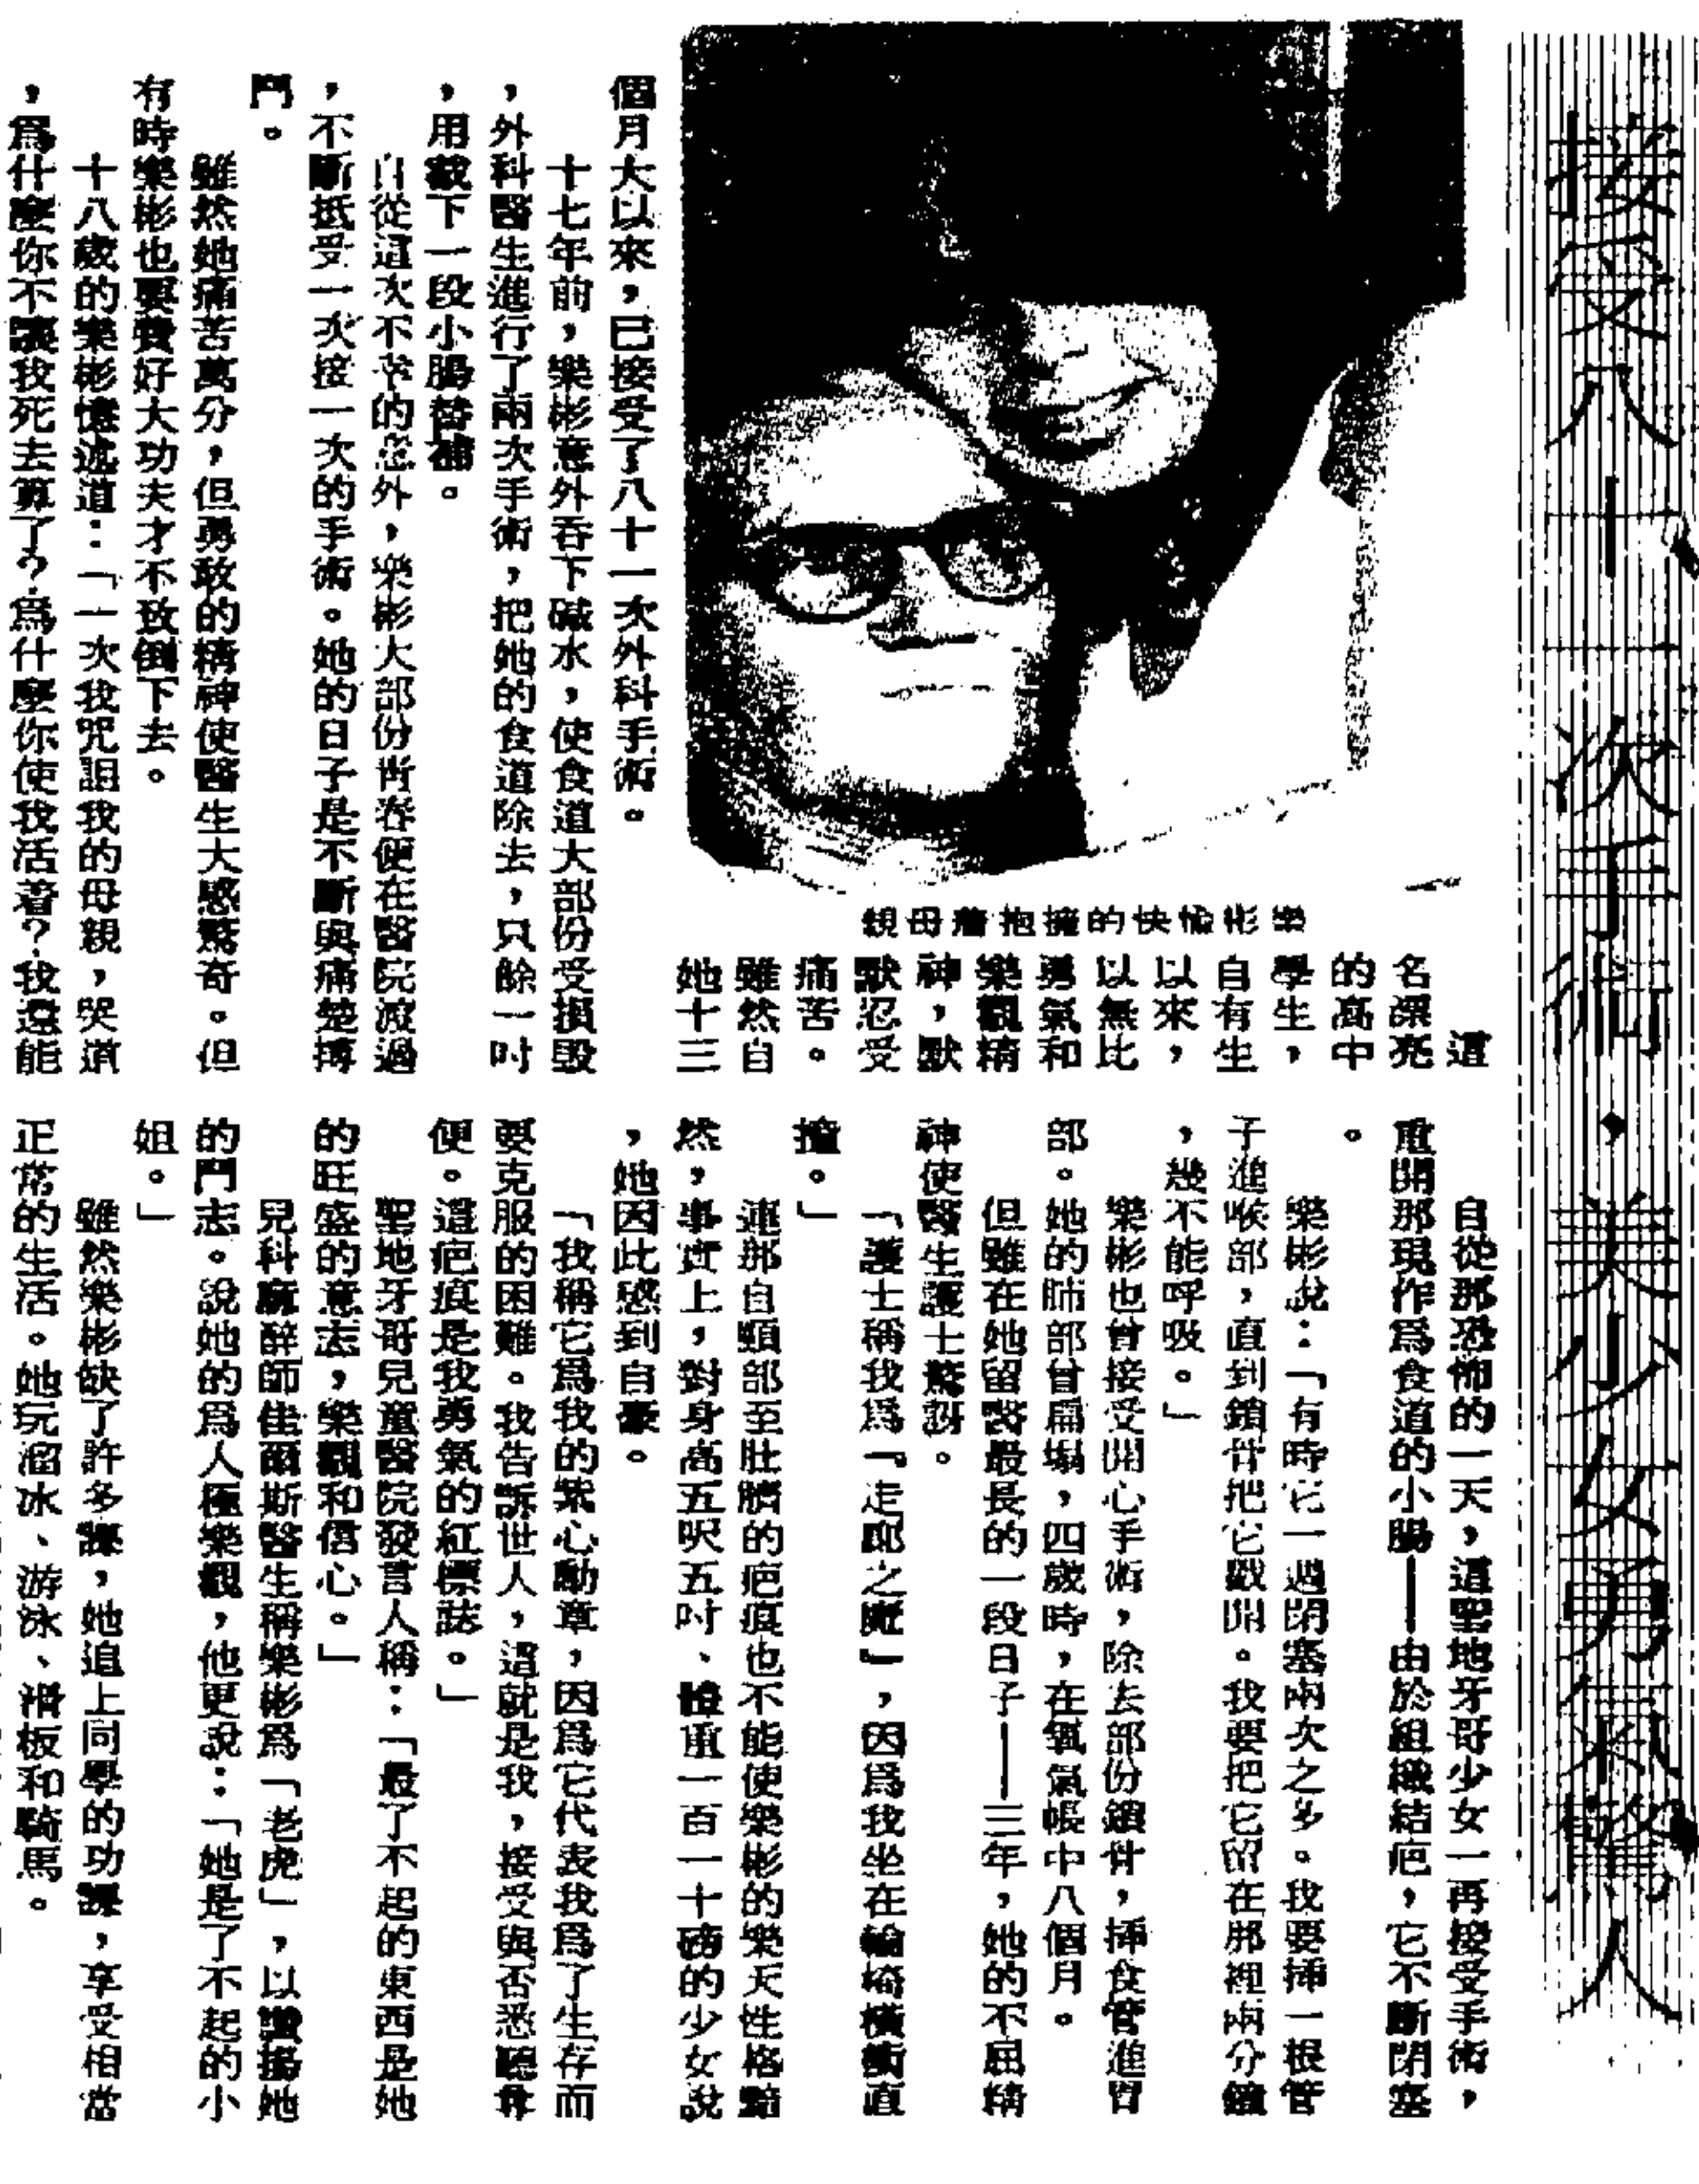 接受八十一次手術·美少女勇氣驚人
樂彬愉快的擁抱着母親
這
名漂亮
的高中
學生，
自有生
以來，
以無比
勇氣和
樂觀精
神，默
默忍受
痛苦。
雖然自
她十三
個月大以來，已接受了八十一次外科手術。
十七年前，樂彬意外吞下碱水，使食道大部份受損毀
，外科醫生進行了兩次手術，把她的食道除去，只餘一吋
，用截下一段小腸替補。
自從這次不幸的意外，樂彬大部份青春便在醫院渡過
，不斷抵受一次接一次的手術。她的日子是不斷與痛楚搏
鬥。
雖然她痛苦萬分，但勇敢的精神使醫生大感驚奇。但
有時樂彬也要費好大功夫才不致倒下去。
十八歲的樂彬憶述道：「一次我咒詛我的母親，哭道
，爲什麼你不讓我死去算了？爲什麼你使我活着？我還能
自從那恐怖的一天，這聖地牙哥少女一再接受手術，
重開那現作爲食道的小腸——由於組織結疤，它不斷閉塞
。
樂彬說：「有時它一週閉塞兩次之多。我要揷一根管
子進喉部，直到鎖骨把它戳開。我要把它留在那裡兩分鐘
，幾不能呼吸。」
樂彬也曾接受開心手術，除去部份鎖骨，揷食管進胃
部。她的肺部曾扁塌，四歲時，在氧氣帳中八個月。
但雖在她留醫最長的一段日子——三年，她的不屈精
神使醫生護士驚訝。
「護士稱我爲『走廊之魔』，因爲我坐在輪椅橫衝直
撞。」
連那自頸部至肚臍的疤痕也不能使樂彬的樂天性格黯
然，事實上，對身高五呎五吋、體重一百一十磅的少女說
，她因此感到自豪。
「我稱它爲我的紫心勳章，因爲它代表我爲了生存而
要克服的困難。我告訴世人，這就是我，接受與否悉聽尊
便。這疤痕是我勇氣的紅標誌。」
聖地牙哥兒童醫院發言人稱：「最了不起的東西是她
的旺盛的意志，樂觀和信心。」
兒科麻醉師佳爾斯醫生稱樂彬爲「老虎」，以讚揚她
的鬥志。說她的爲人極樂觀，他更說：「她是了不起的小
姐。」
雖然樂彬缺了許多課，她追上同學的功課，享受相當
正常的生活。她玩溜冰、游泳、滑板和騎馬。